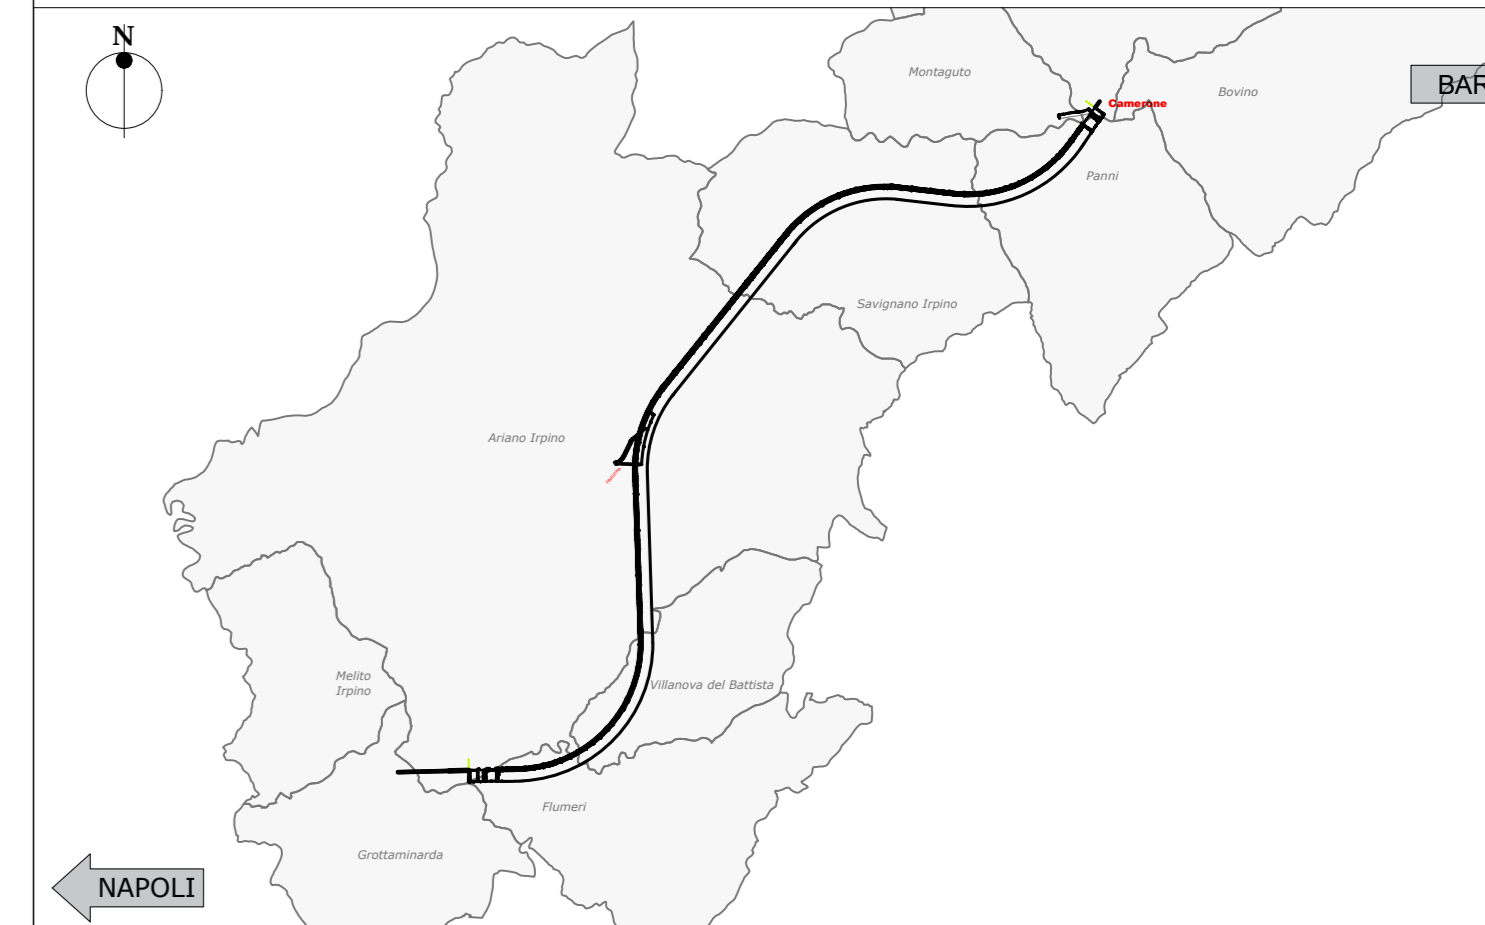 N
Montaguto
Bovino
BAR
Camerone
Panni
Savignano Irpino
Ariano Irpino
Melito
Irpino
Villanova del Battista
Flumeri
Grottaminarda
NAPOLI